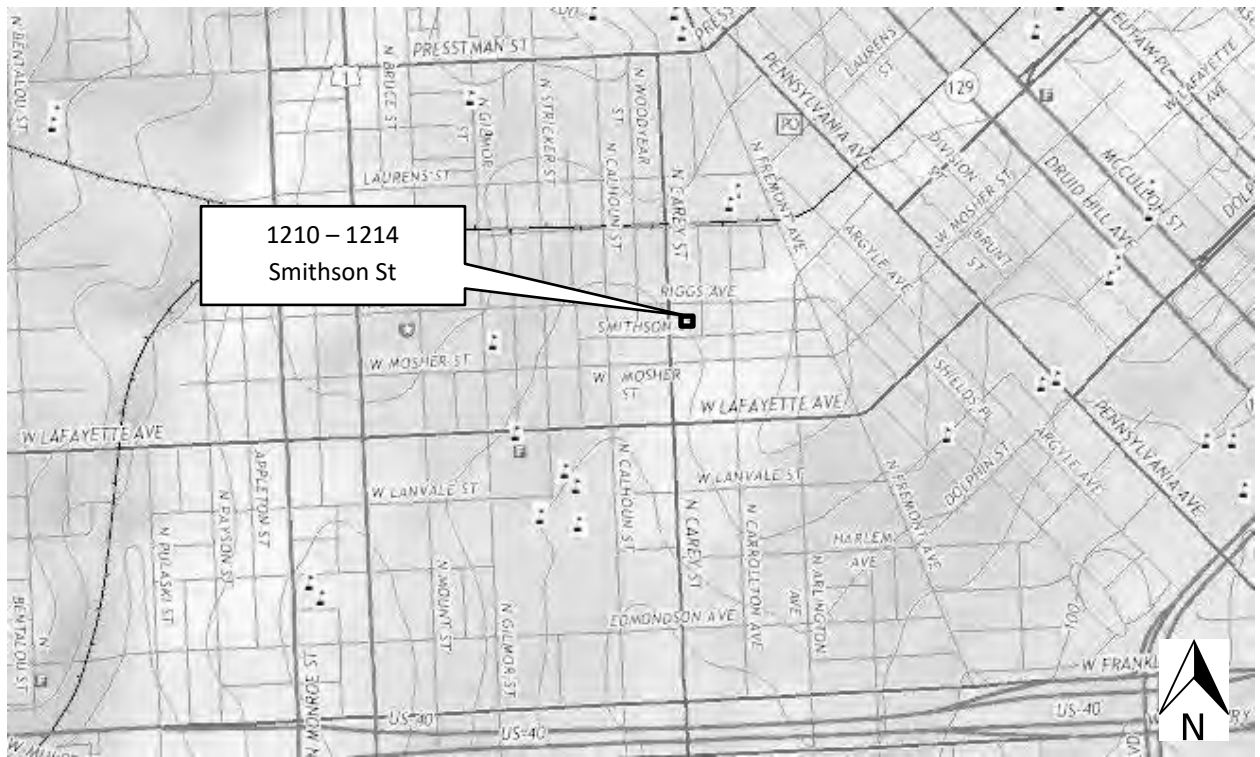 N BENTALOU ST
N BRUCE ST
PRESSTMAN ST
1
N GILMOR
ST
N STRICKER ST
N WOODYEAR
ST
N CALHOUN ST
N CAREY ST
PENNSYLVANIA AVE
LAURENS
CT
129
EUTAW PL
W LAFAYETTE
AVE
PO
N FREMONT AVE
DIVISION
ST
W MOSHER ST
BRUNT
ST
DRUID HILL AVE
MCCULLOH ST
ARGYLE AVE
LAURENS ST
1210 – 1214
Smithson St
RIGGS AVE
SMITHSON
W MOSHER ST
W MOSHER
ST
W LAFAYETTE AVE
W LAFAYETTE AVE
SHIELDS PL
ARGYLE AVE
PENNSYLVANIA AVE
DOLPHIN ST
N FREMONT AVE
APPLETON ST
N PAYSON ST
N PULASKI ST
W LANVALE ST
W LANVALE ST
N CALHOUN ST
N CAREY ST
N CARROLLTON AVE
N ARLINGTON
AVE
HARLEM
AVE
N MOUNT ST
N GILMOR ST
EDMONDSON AVE
100
N
BENTALOU ST
N MONROE ST
US-40
US-40
US-40
W FRANKL
N